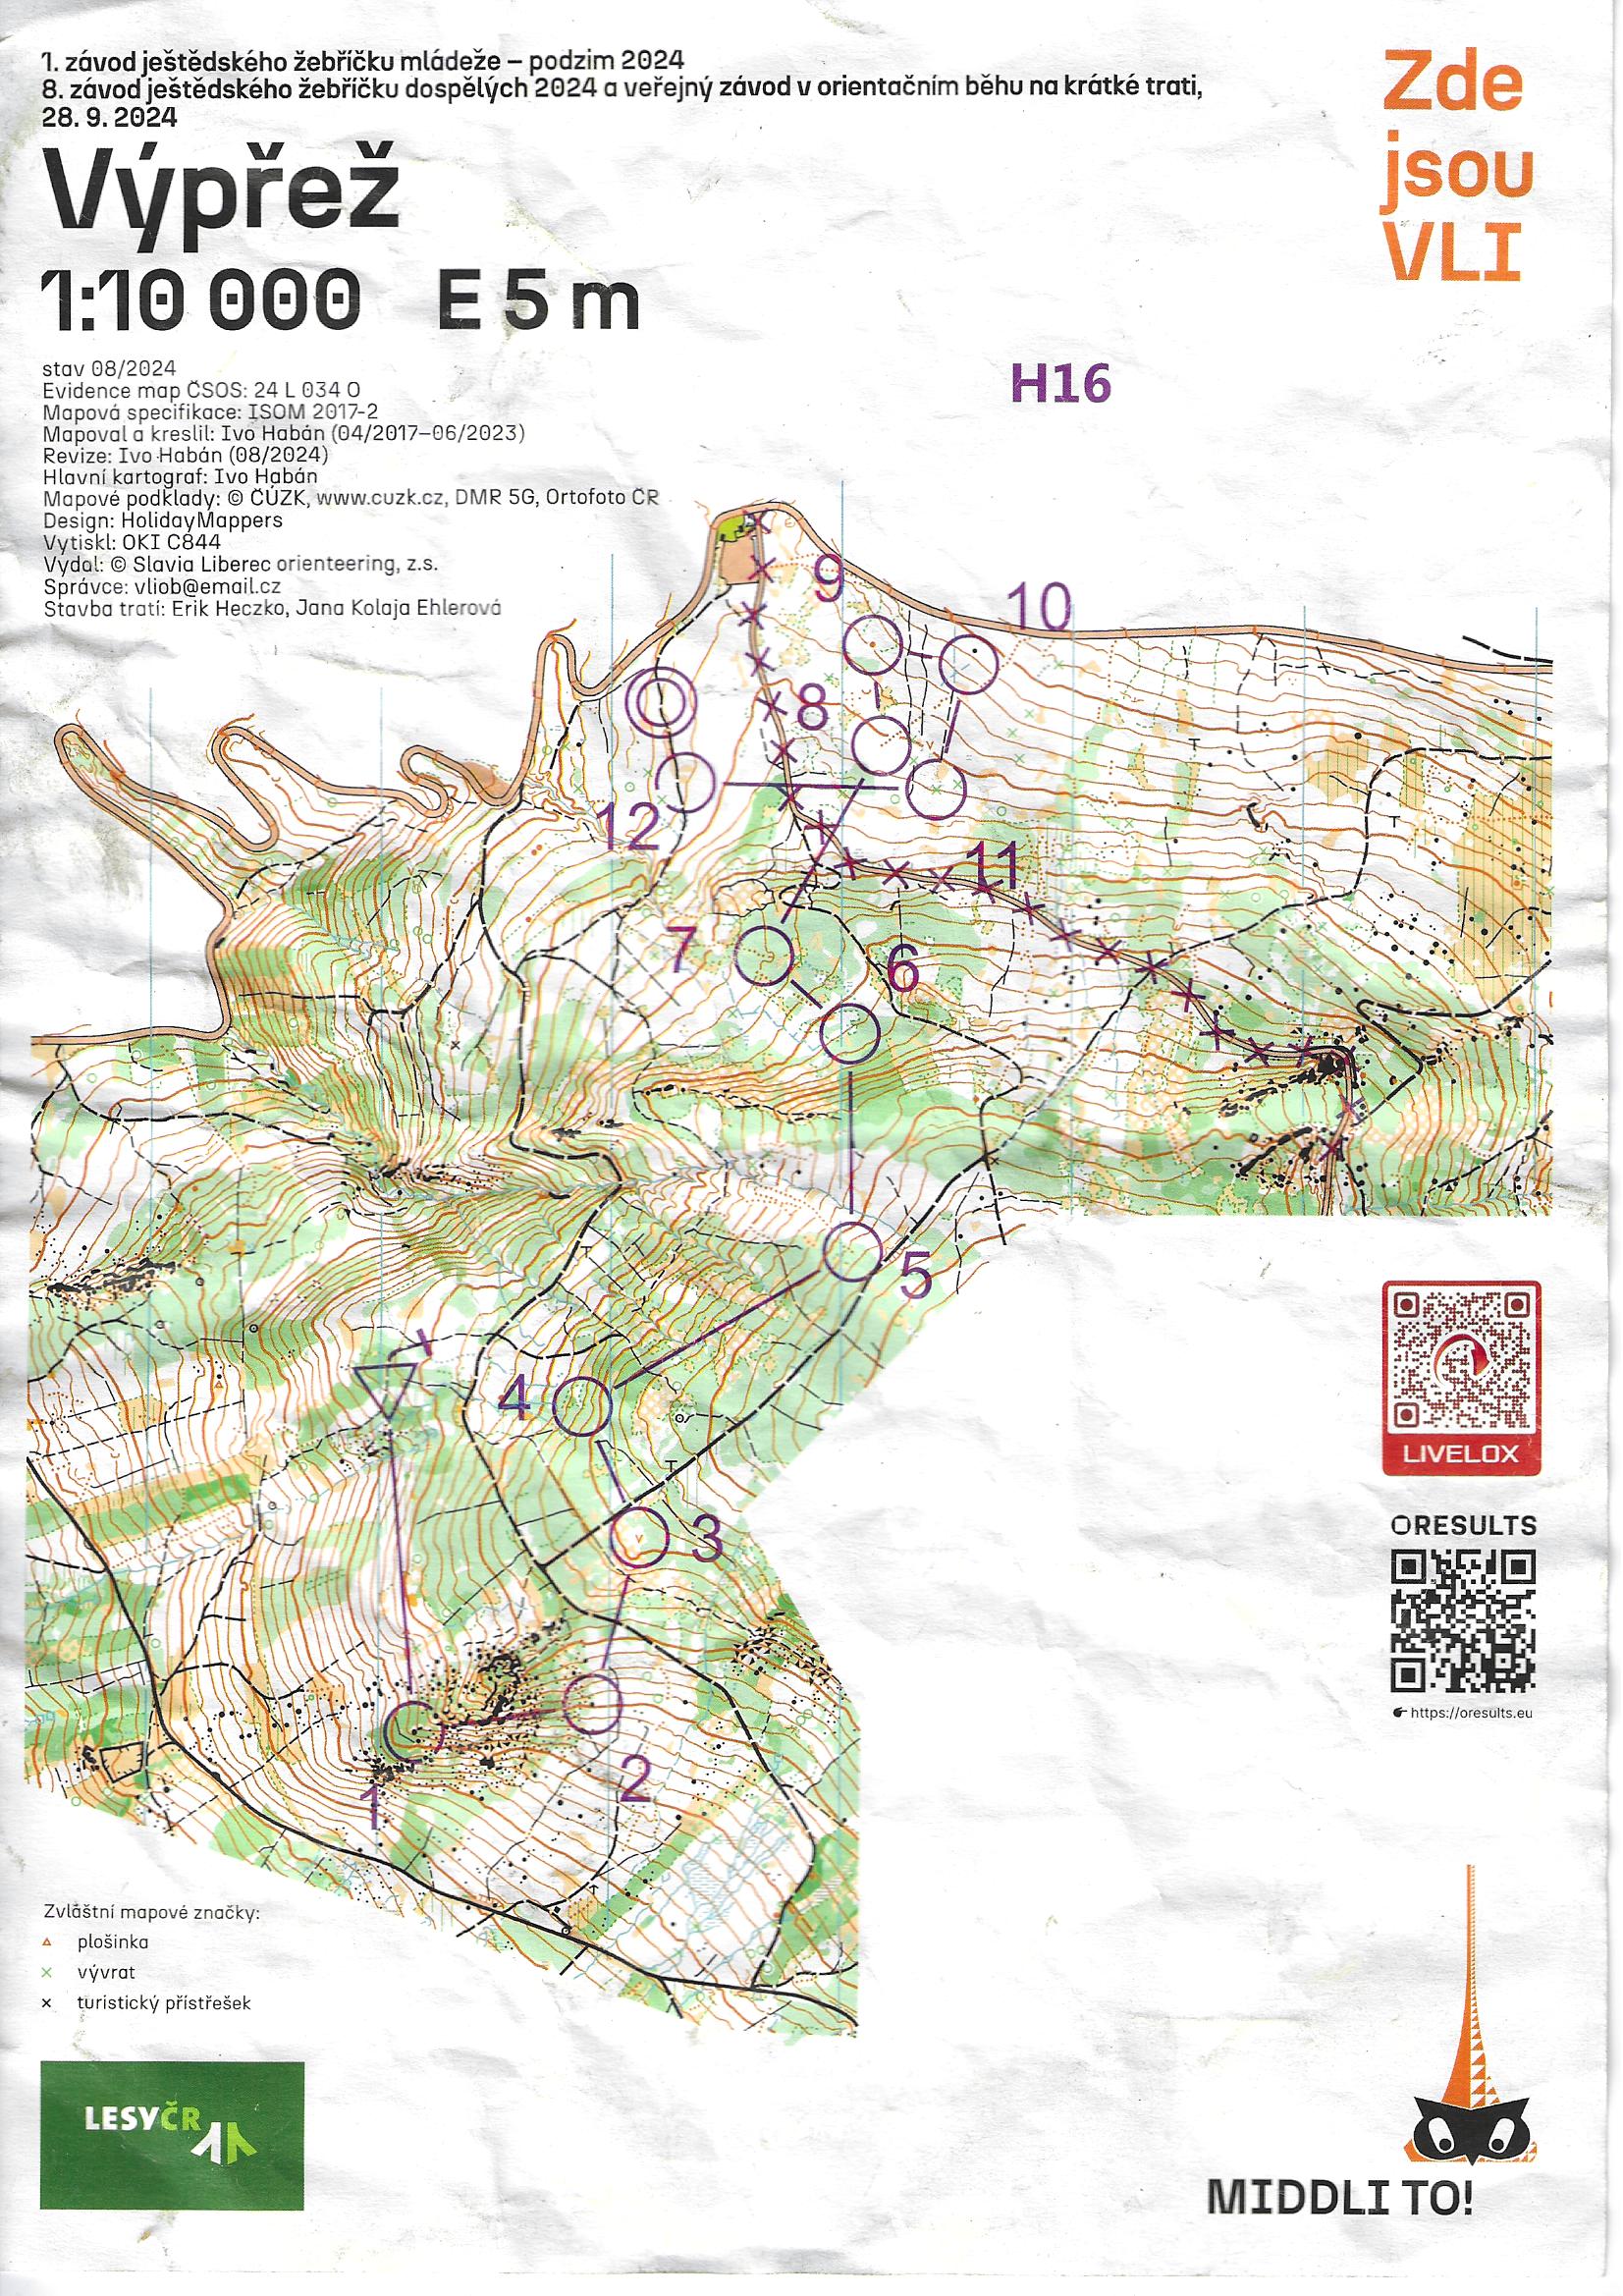 1. závod ještědského žebříčku mládeže – podzim 2024
8. závod ještědského žebříčku dospělých 2024 a veřejný závod v orientačním běhu na krátké trati,
28. 9. 2024
Výpřež
1:10 000 E 5 m
Zde
jsou
VLI
stav 08/2024
Evidence map ČSOS: 24 L 034 O
Mapová specifikace: ISOM 2017-2
Mapoval a kreslil: Ivo Habán (04/2017–06/2023)
Revize: Ivo Habán (08/2024)
Hlavní kartograf: Ivo Habán
Mapové podklady: © ČÚZK, www.cuzk.cz, DMR 5G, Ortofoto ČR
Design: HolidayMappers
Vytiskl: OKI C844
Vydal: © Slavia Liberec orienteering, z.s.
Správce: vliob@email.cz
Stavba tratí: Erik Heczko, Jana Kolaja Ehlerová
H16
9
10
8
12
11
7
6
5
4
3
2
1
LIVELOX
ORESULTS
https://oresults.eu
Zvláštní mapové značky:
plošinka
vývrat
turistický přístřešek
LESYČR
MIDDLI TO!